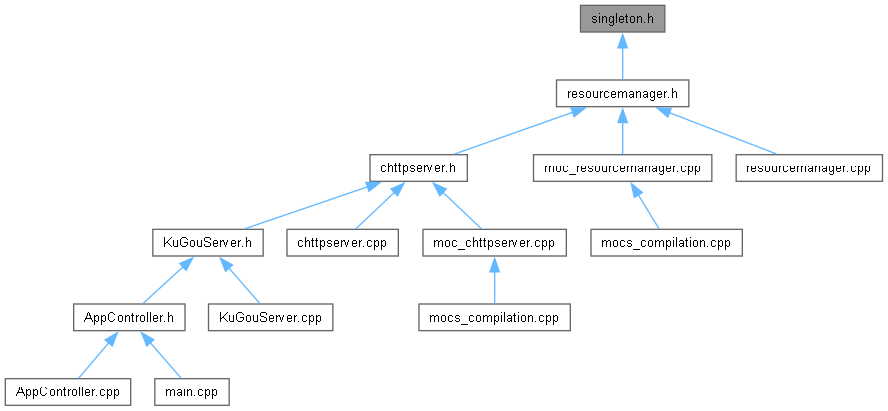 singleton.h
resourcemanager.h
chttpserver.h
moc_resourcemanager.cpp
resourcemanager.cpp
KuGouServer.h
chttpserver.cpp
moc_chttpserver.cpp
mocs_compilation.cpp
AppController.h
KuGouServer.cpp
mocs_compilation.cpp
AppController.cpp
main.cpp